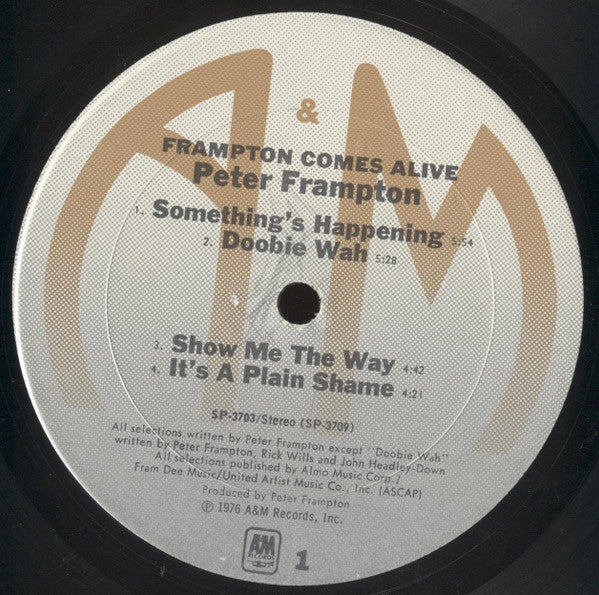 A & M
FRAMPTON COMES ALIVE
Peter Frampton
1. Something's Happening 5:54
2. Doobie Wah 5:28
3. Show Me The Way 4:42
4. It's A Plain Shame 4:21
SP-3703/Stereo (SP-3709)
All selections written by Peter Frampton except "Doobie Wah"
written by Peter Frampton, Rick Wills and John Headley-Down
All selections published by Almo Music Corp./
Fram Dee Music/United Artist Music Co., Inc. (ASCAP)
Produced by Peter Frampton
Ⓟ 1976 A&M Records, Inc.
A&M
RECORDS
1